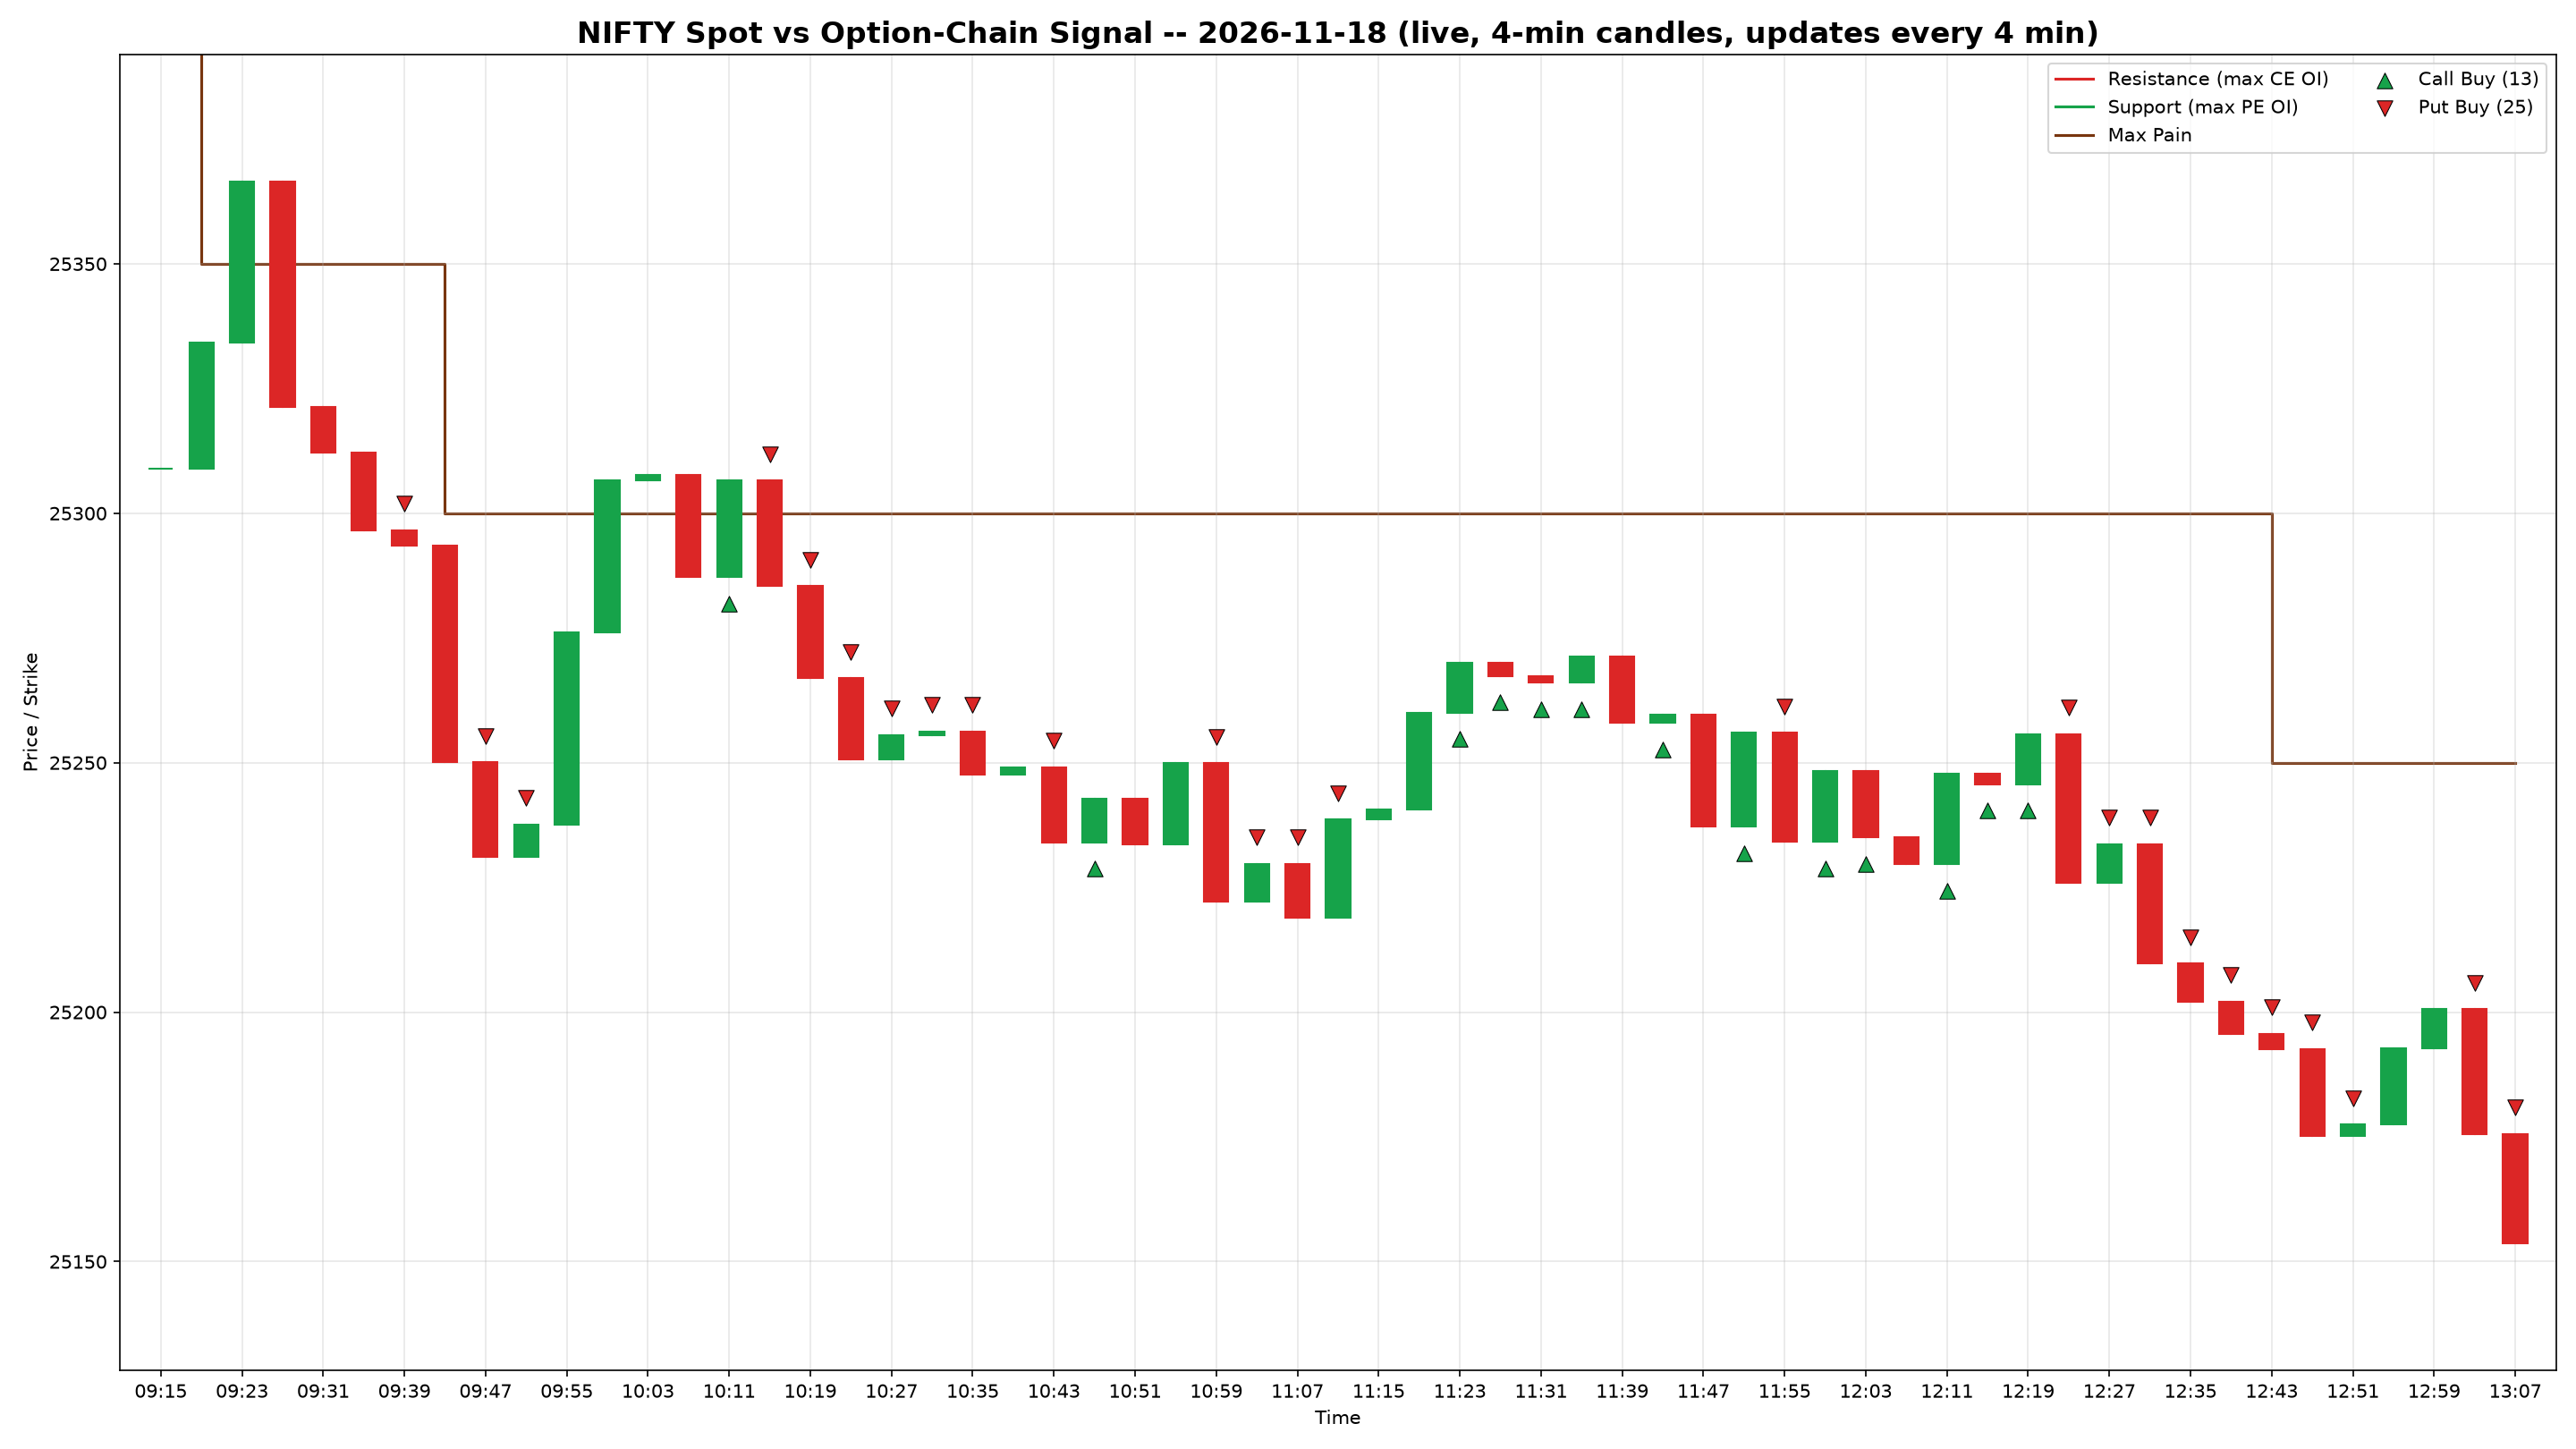 NIFTY Spot vs Option-Chain Signal -- 2026-11-18 (live, 4-min candles, updates every 4 min)
Resistance (max CE OI)
Support (max PE OI)
Max Pain
Call Buy (13)
Put Buy (25)
Price / Strike
25350
25300
25250
25200
25150
09:15 09:23 09:31 09:39 09:47 09:55 10:03 10:11 10:19 10:27 10:35 10:43 10:51 10:59 11:07 11:15 11:23 11:31 11:39 11:47 11:55 12:03 12:11 12:19 12:27 12:35 12:43 12:51 12:59 13:07
Time